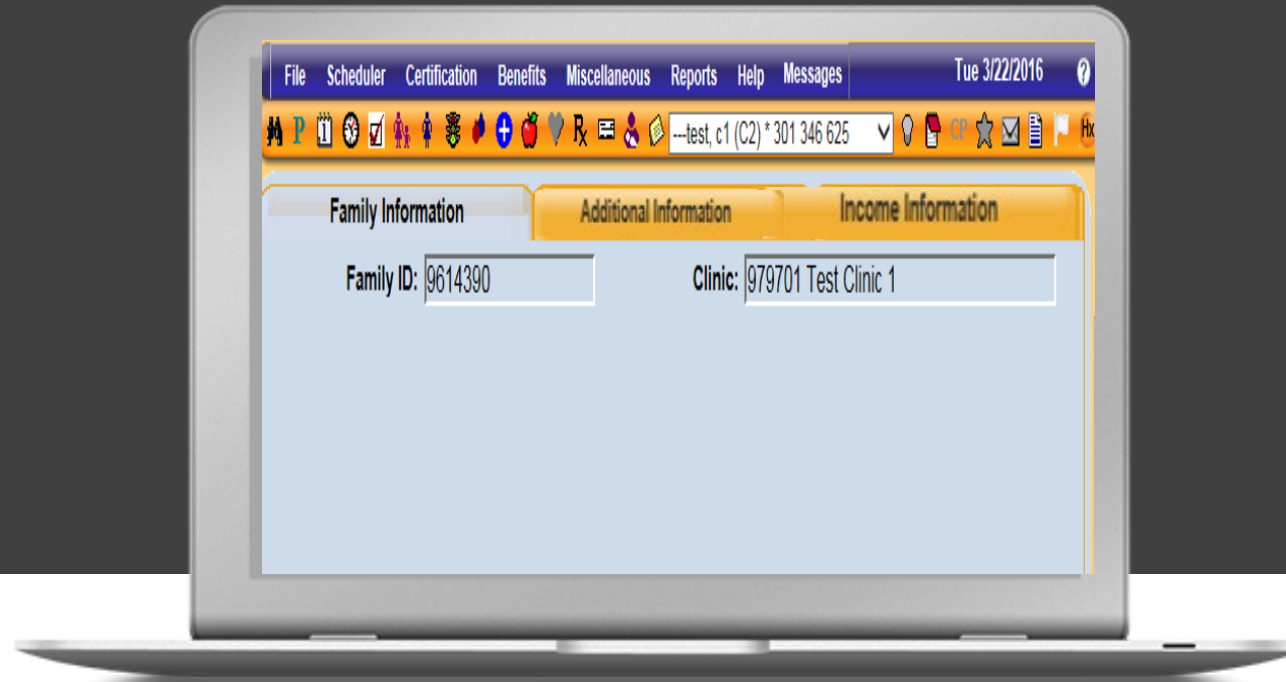 File Scheduler Certification Benefits Miscellaneous Reports Help Messages Tue 3/22/2016 ?
P 1 Rx ---test, c1 (C2) * 301 346 625 CP Hx
Family Information Additional Information Income Information
Family ID: 9614390 Clinic: 979701 Test Clinic 1